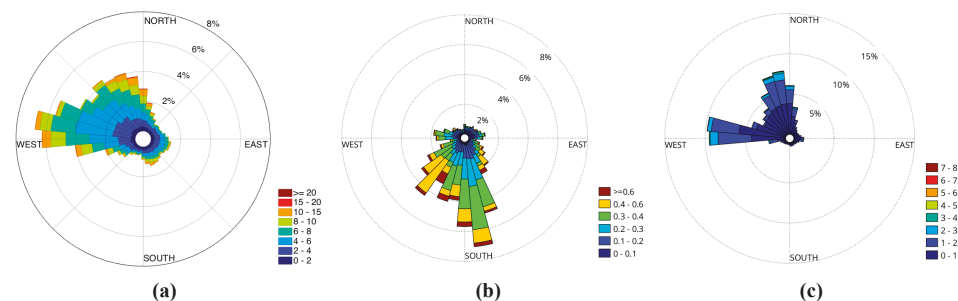 NORTH
8%
6%
4%
2%
WEST
EAST
SOUTH
>= 20
15 - 20
10 - 15
8 - 10
6 - 8
4 - 6
2 - 4
0 - 2
(a)
NORTH
8%
6%
4%
2%
WEST
EAST
SOUTH
>=0.6
0.4 - 0.6
0.3 - 0.4
0.2 - 0.3
0.1 - 0.2
0 - 0.1
(b)
NORTH
15%
10%
5%
WEST
EAST
SOUTH
7 - 8
6 - 7
5 - 6
4 - 5
3 - 4
2 - 3
1 - 2
0 - 1
(c)